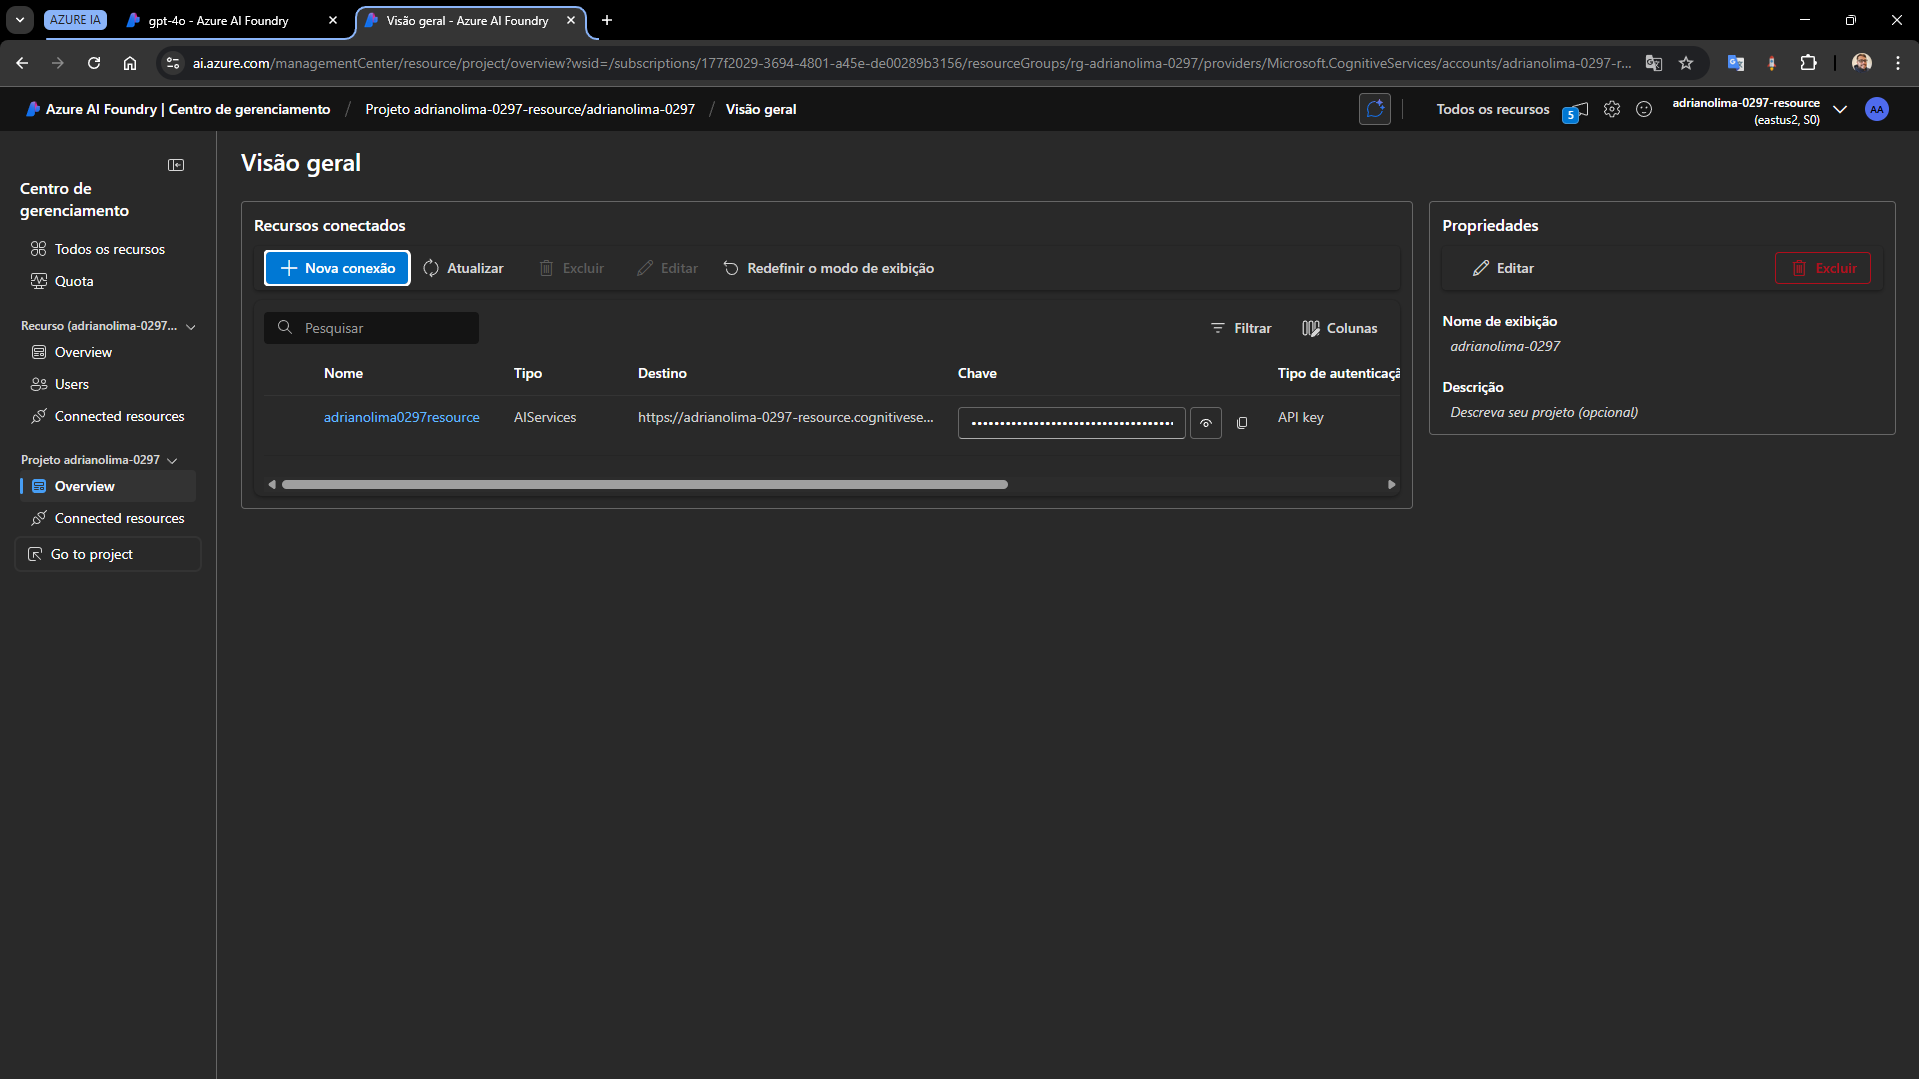 AZURE IA
gpt-4o - Azure AI Foundry
Visão geral - Azure AI Foundry
ai.azure.com/managementCenter/resource/project/overview?wsid=/subscriptions/177f2029-3694-4801-a45e-de00289b3156/resourceGroups/rg-adrianolima-0297/providers/Microsoft.CognitiveServices/accounts/adrianolima-0297-r...
Azure AI Foundry | Centro de gerenciamento / Projeto adrianolima-0297-resource/adrianolima-0297 / Visão geral
Todos os recursos
5
adrianolima-0297-resource
(eastus2, S0)
AA
Centro de
gerenciamento
Todos os recursos
Quota
Recurso (adrianolima-0297...
Overview
Users
Connected resources
Projeto adrianolima-0297
Overview
Connected resources
Go to project
Visão geral
Recursos conectados
Nova conexão
Atualizar
Excluir
Editar
Redefinir o modo de exibição
Pesquisar
Filtrar
Colunas
Nome Tipo Destino Chave Tipo de autenticaçã
adrianolima0297resource AIServices https://adrianolima-0297-resource.cognitivese... •••••••••••••••••••••••••••••••••••• API key
Propriedades
Editar
Excluir
Nome de exibição
adrianolima-0297
Descrição
Descreva seu projeto (opcional)